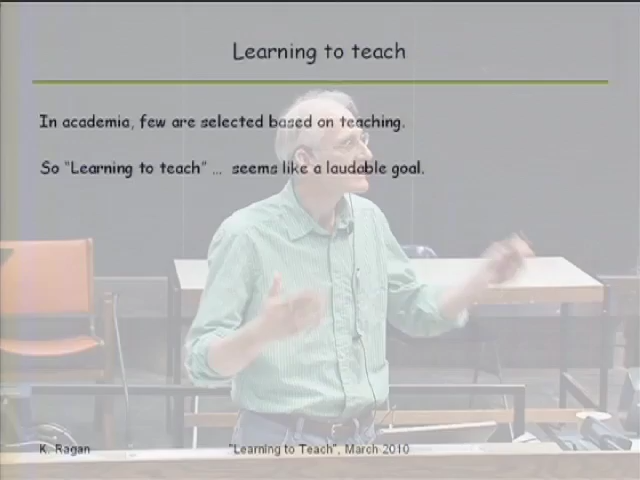 Learning to teach
In academia, few are selected based on teaching.
So "Learning to teach" ... seems like a laudable goal.
K. Ragan
"Learning to Teach", March 2010